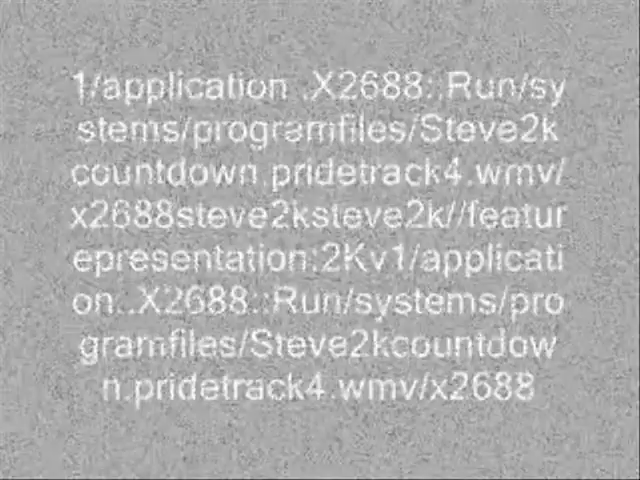 1/application .X2688:.Run/sy
stems/programfiles/Steve2k
countdown.pridetrack4.wmv/
x2688steve2ksteve2k//featur
epresentation:2Kv1/applicati
on..X2688::Run/systems/pro
gramfiles/Steve2kcountdow
n.pridetrack4.wmv/x2688